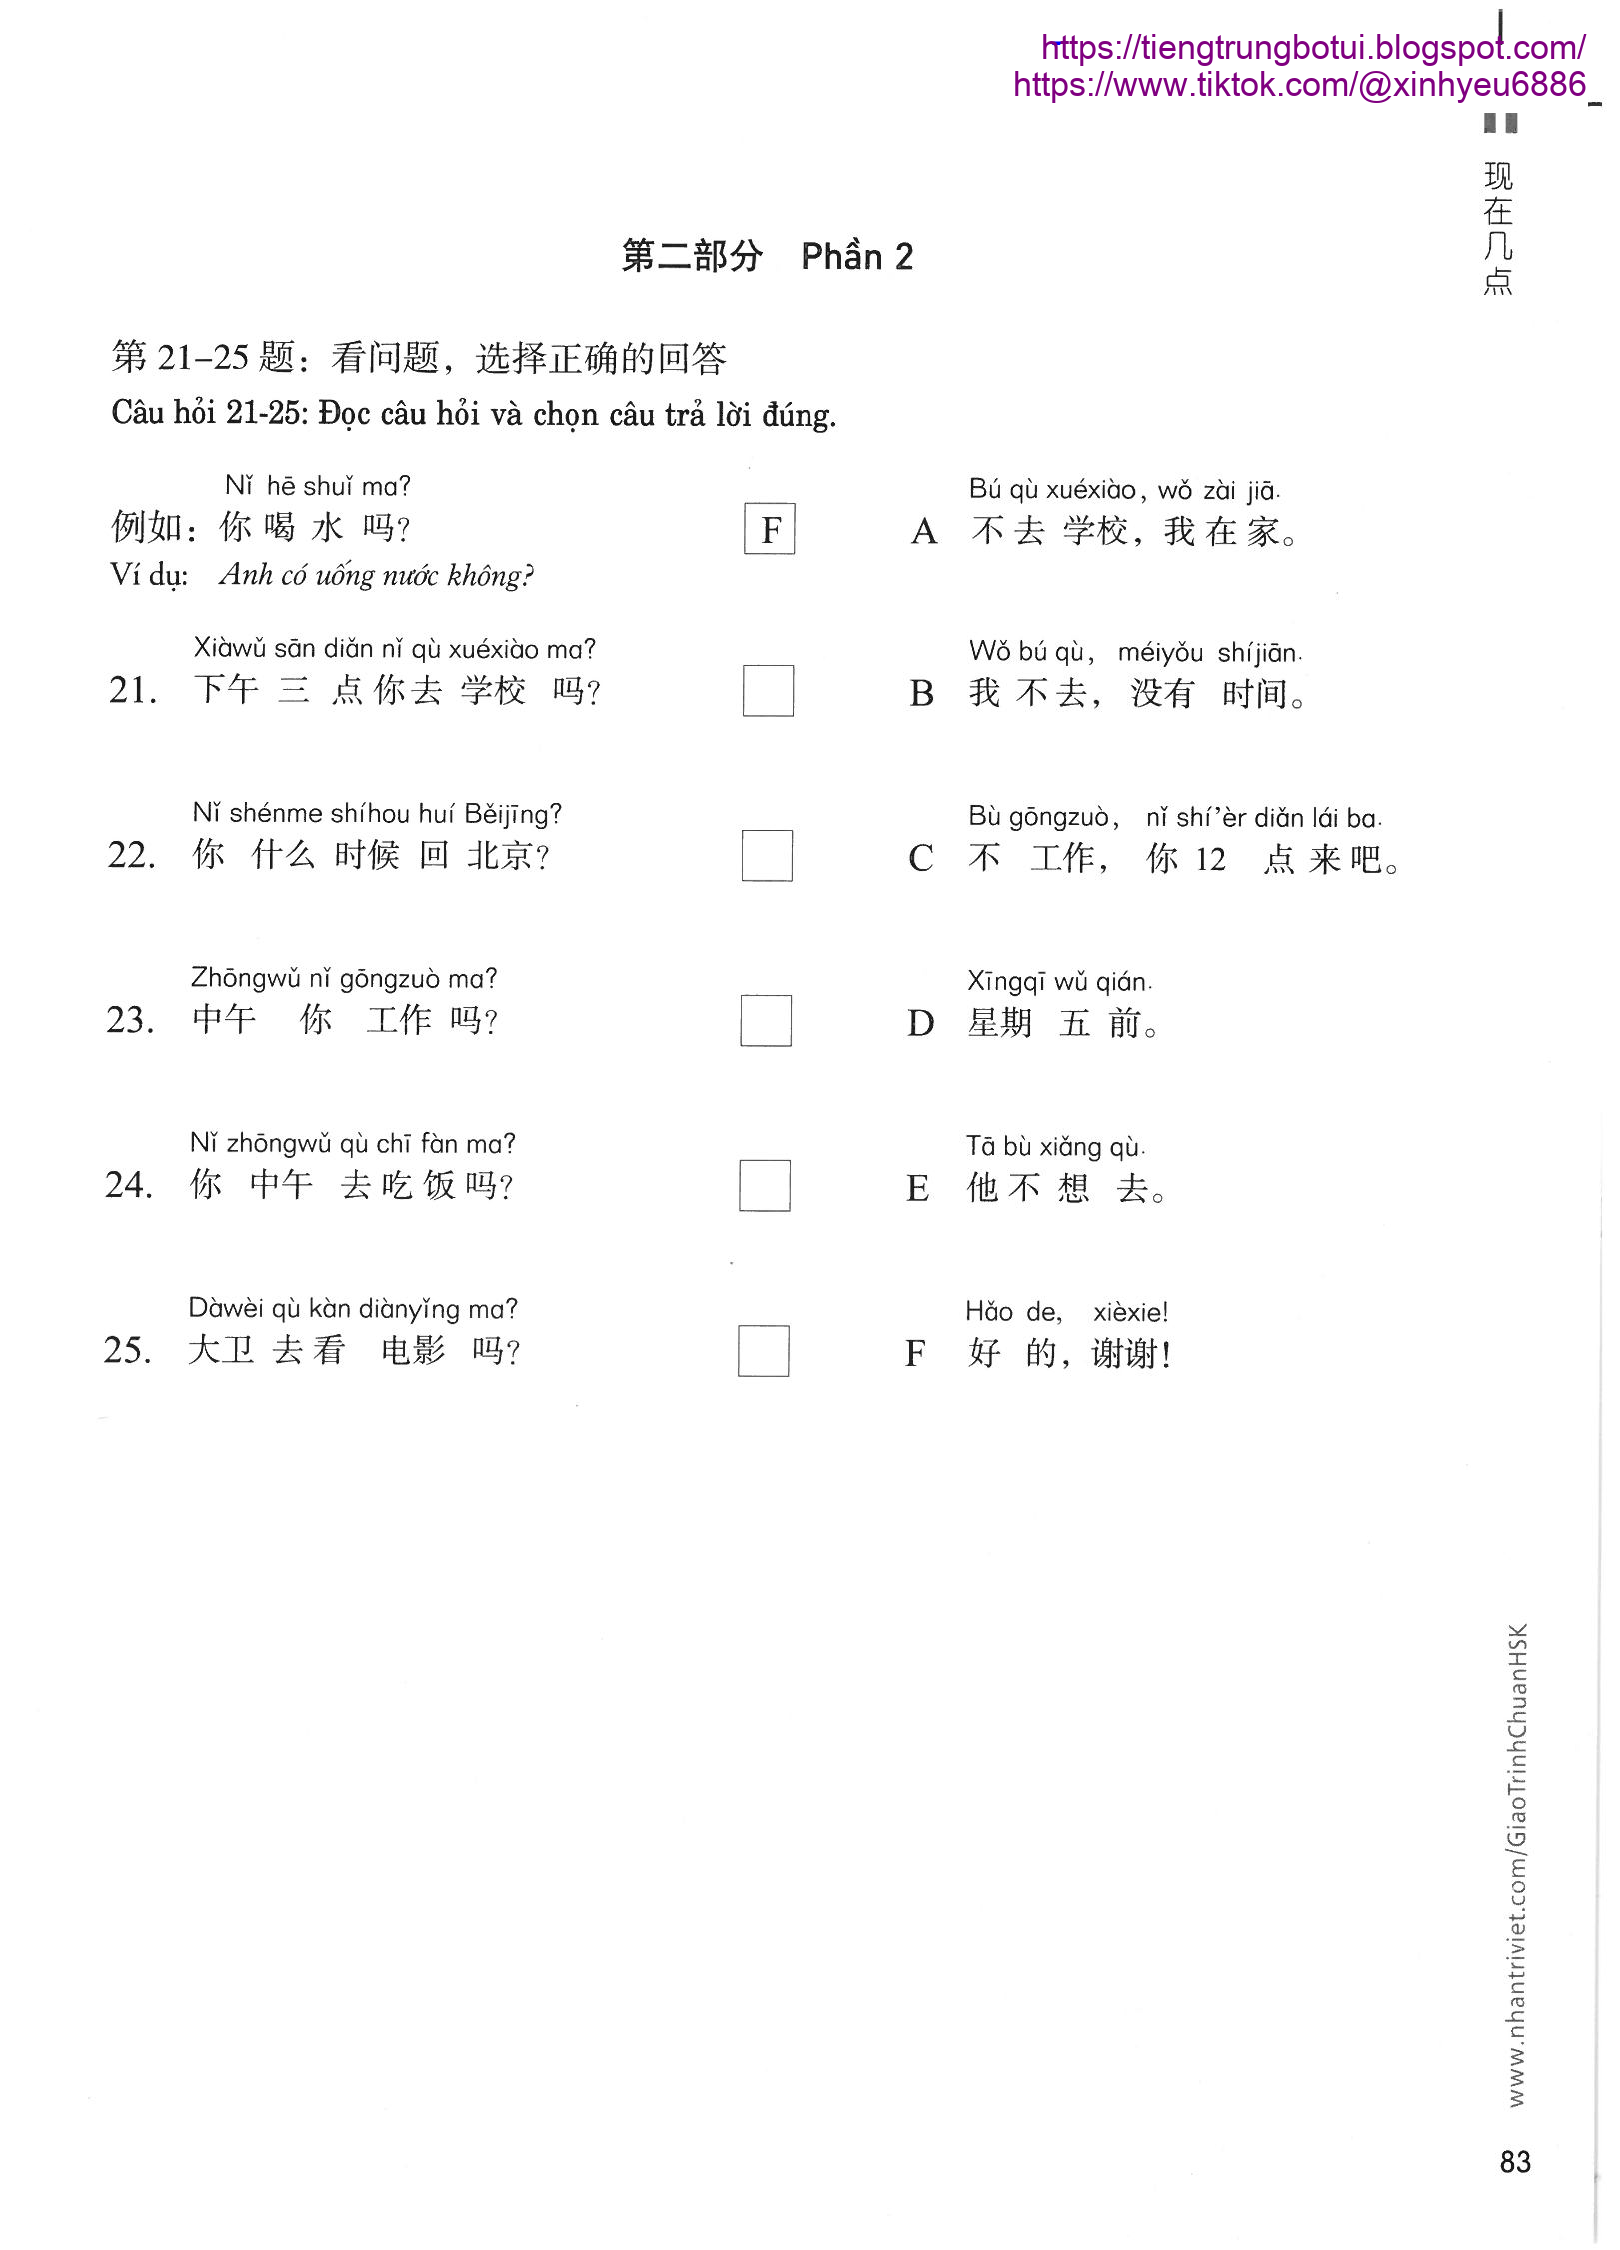 https://tiengtrungbotui.blogspot.com/
https://www.tiktok.com/@xinhyeu6886
现在几点
第二部分 Phần 2
第 21–25 题：看问题，选择正确的回答
Câu hỏi 21-25: Đọc câu hỏi và chọn câu trả lời đúng.
Nǐ hē shuǐ ma?
例如：你 喝 水 吗？
Ví dụ: Anh có uống nước không?
F
Bú qù xuéxiào, wǒ zài jiā.
A 不 去 学校，我 在 家。
Xiàwǔ sān diǎn nǐ qù xuéxiào ma?
21. 下午 三 点 你 去 学校 吗？
Wǒ bú qù, méiyǒu shíjiān.
B 我 不 去，没有 时间。
Nǐ shénme shíhou huí Běijīng?
22. 你 什么 时候 回 北京？
Bù gōngzuò, nǐ shí'èr diǎn lái ba.
C 不 工作，你 12 点 来 吧。
Zhōngwǔ nǐ gōngzuò ma?
23. 中午 你 工作 吗？
Xīngqī wǔ qián.
D 星期 五 前。
Nǐ zhōngwǔ qù chī fàn ma?
24. 你 中午 去 吃 饭 吗？
Tā bù xiǎng qù.
E 他 不 想 去。
Dàwèi qù kàn diànyǐng ma?
25. 大卫 去 看 电影 吗？
Hǎo de, xièxie!
F 好 的，谢谢！
www.nhantriviet.com/GiaoTrinhChuanHSK
83